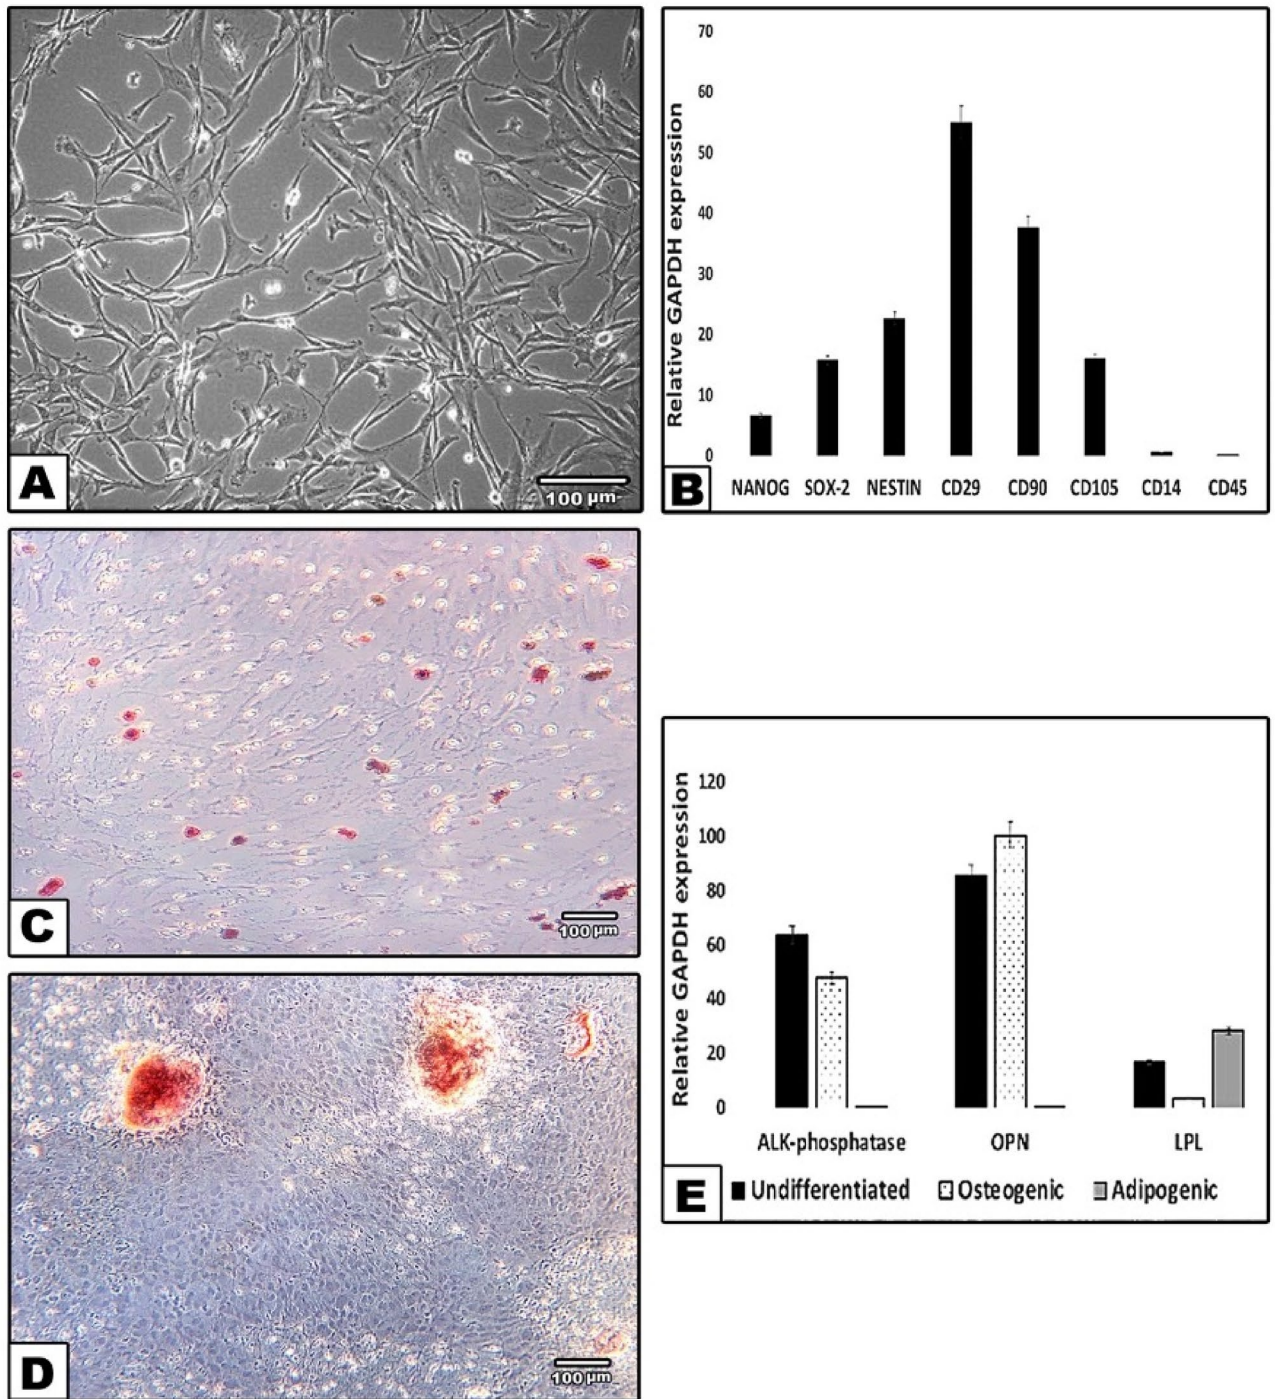 A
100 µm
Relative GAPDH expression
70
60
50
40
30
20
10
0
NANOG SOX-2 NESTIN CD29 CD90 CD105 CD14 CD45
B
C
100 µm
D
100 µm
Relative GAPDH expression
120
100
80
60
40
20
0
ALK-phosphatase OPN LPL
Undifferentiated Osteogenic Adipogenic
E